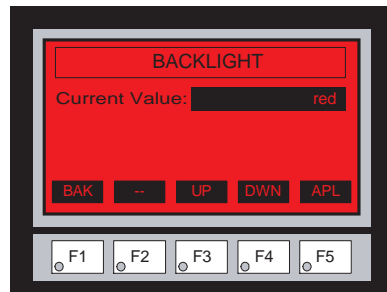 BACKLIGHT
Current Value: red
BAK -- UP DWN APL
F1 F2 F3 F4 F5